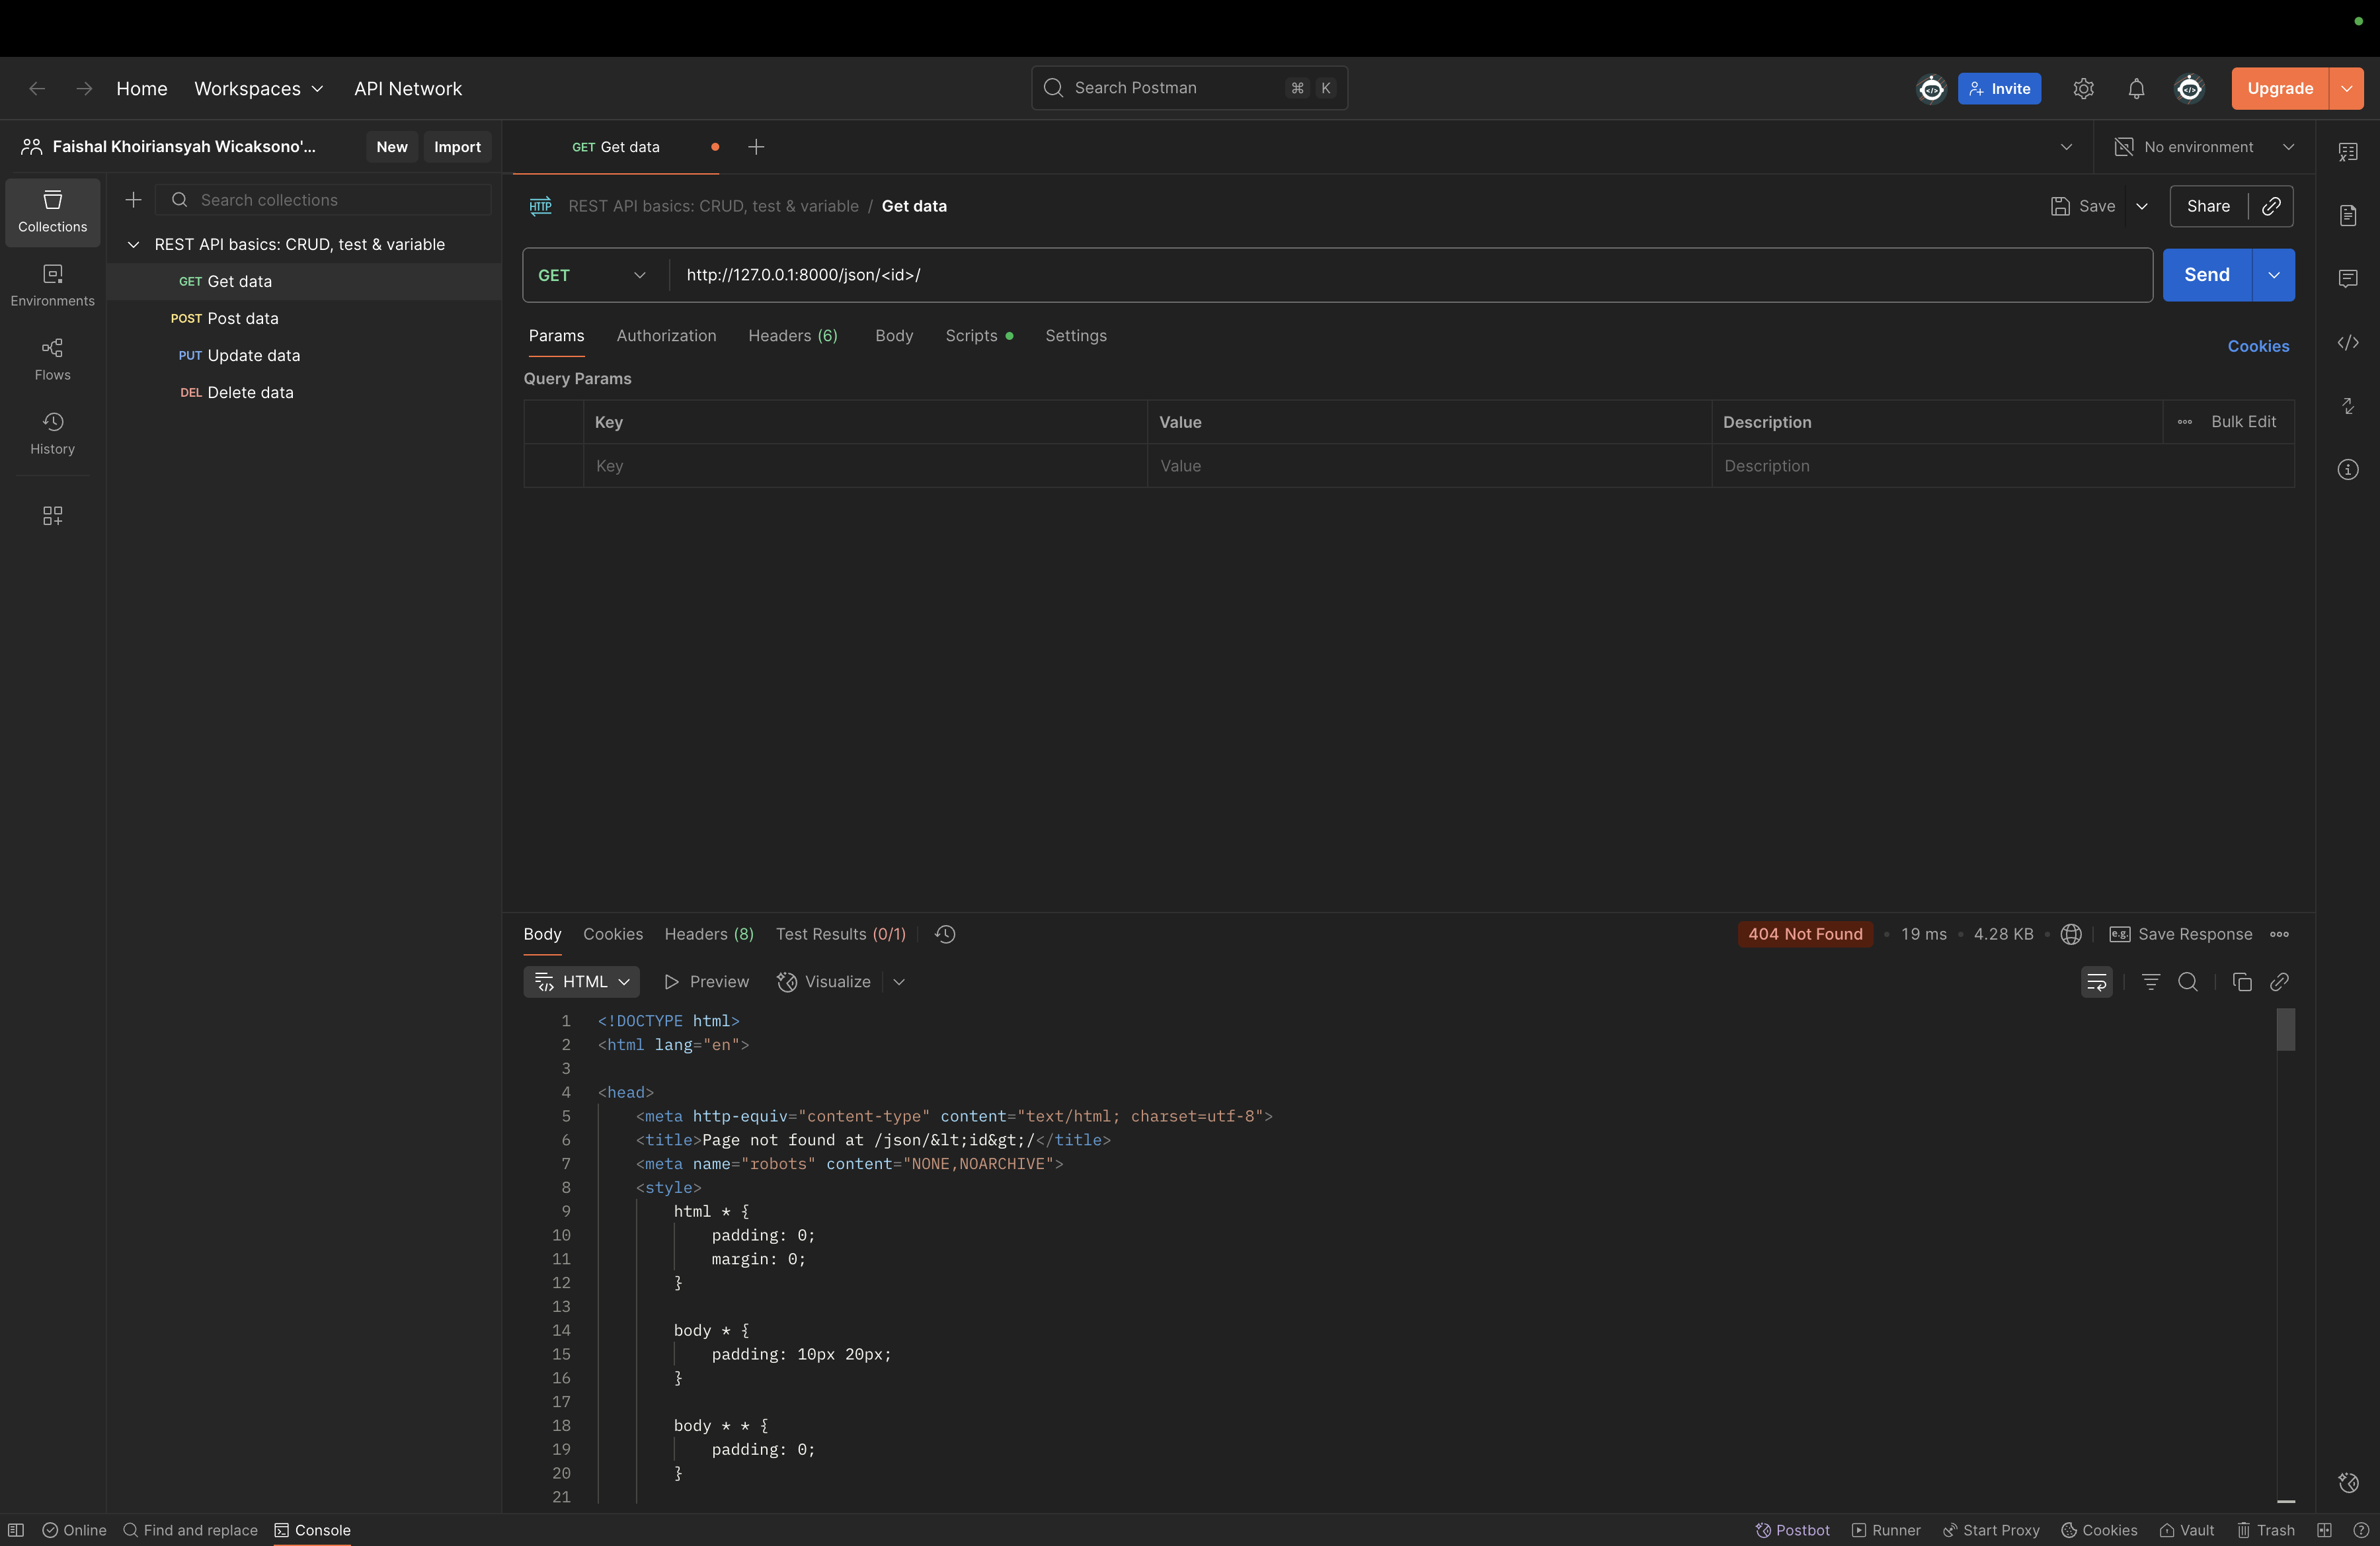 Home Workspaces API Network Search Postman ⌘ K Invite Upgrade
Faishal Khoiriansyah Wicaksono'... New Import GET Get data No environment
Collections
Environments
Flows
History
Search collections
REST API basics: CRUD, test & variable
GET Get data
POST Post data
PUT Update data
DEL Delete data
HTTP REST API basics: CRUD, test & variable / Get data Save Share
GET http://127.0.0.1:8000/json/<id>/ Send
Params Authorization Headers (6) Body Scripts Settings Cookies
Query Params
Key Value Description Bulk Edit
Key Value Description
Body Cookies Headers (8) Test Results (0/1) 404 Not Found 19 ms 4.28 KB e.g. Save Response
HTML Preview Visualize
1 <!DOCTYPE html>
2 <html lang="en">
3
4 <head>
5 <meta http-equiv="content-type" content="text/html; charset=utf-8">
6 <title>Page not found at /json/&lt;id&gt;/</title>
7 <meta name="robots" content="NONE,NOARCHIVE">
8 <style>
9 html * {
10 padding: 0;
11 margin: 0;
12 }
13
14 body * {
15 padding: 10px 20px;
16 }
17
18 body * * {
19 padding: 0;
20 }
21
Online Find and replace Console Postbot Runner Start Proxy Cookies Vault Trash